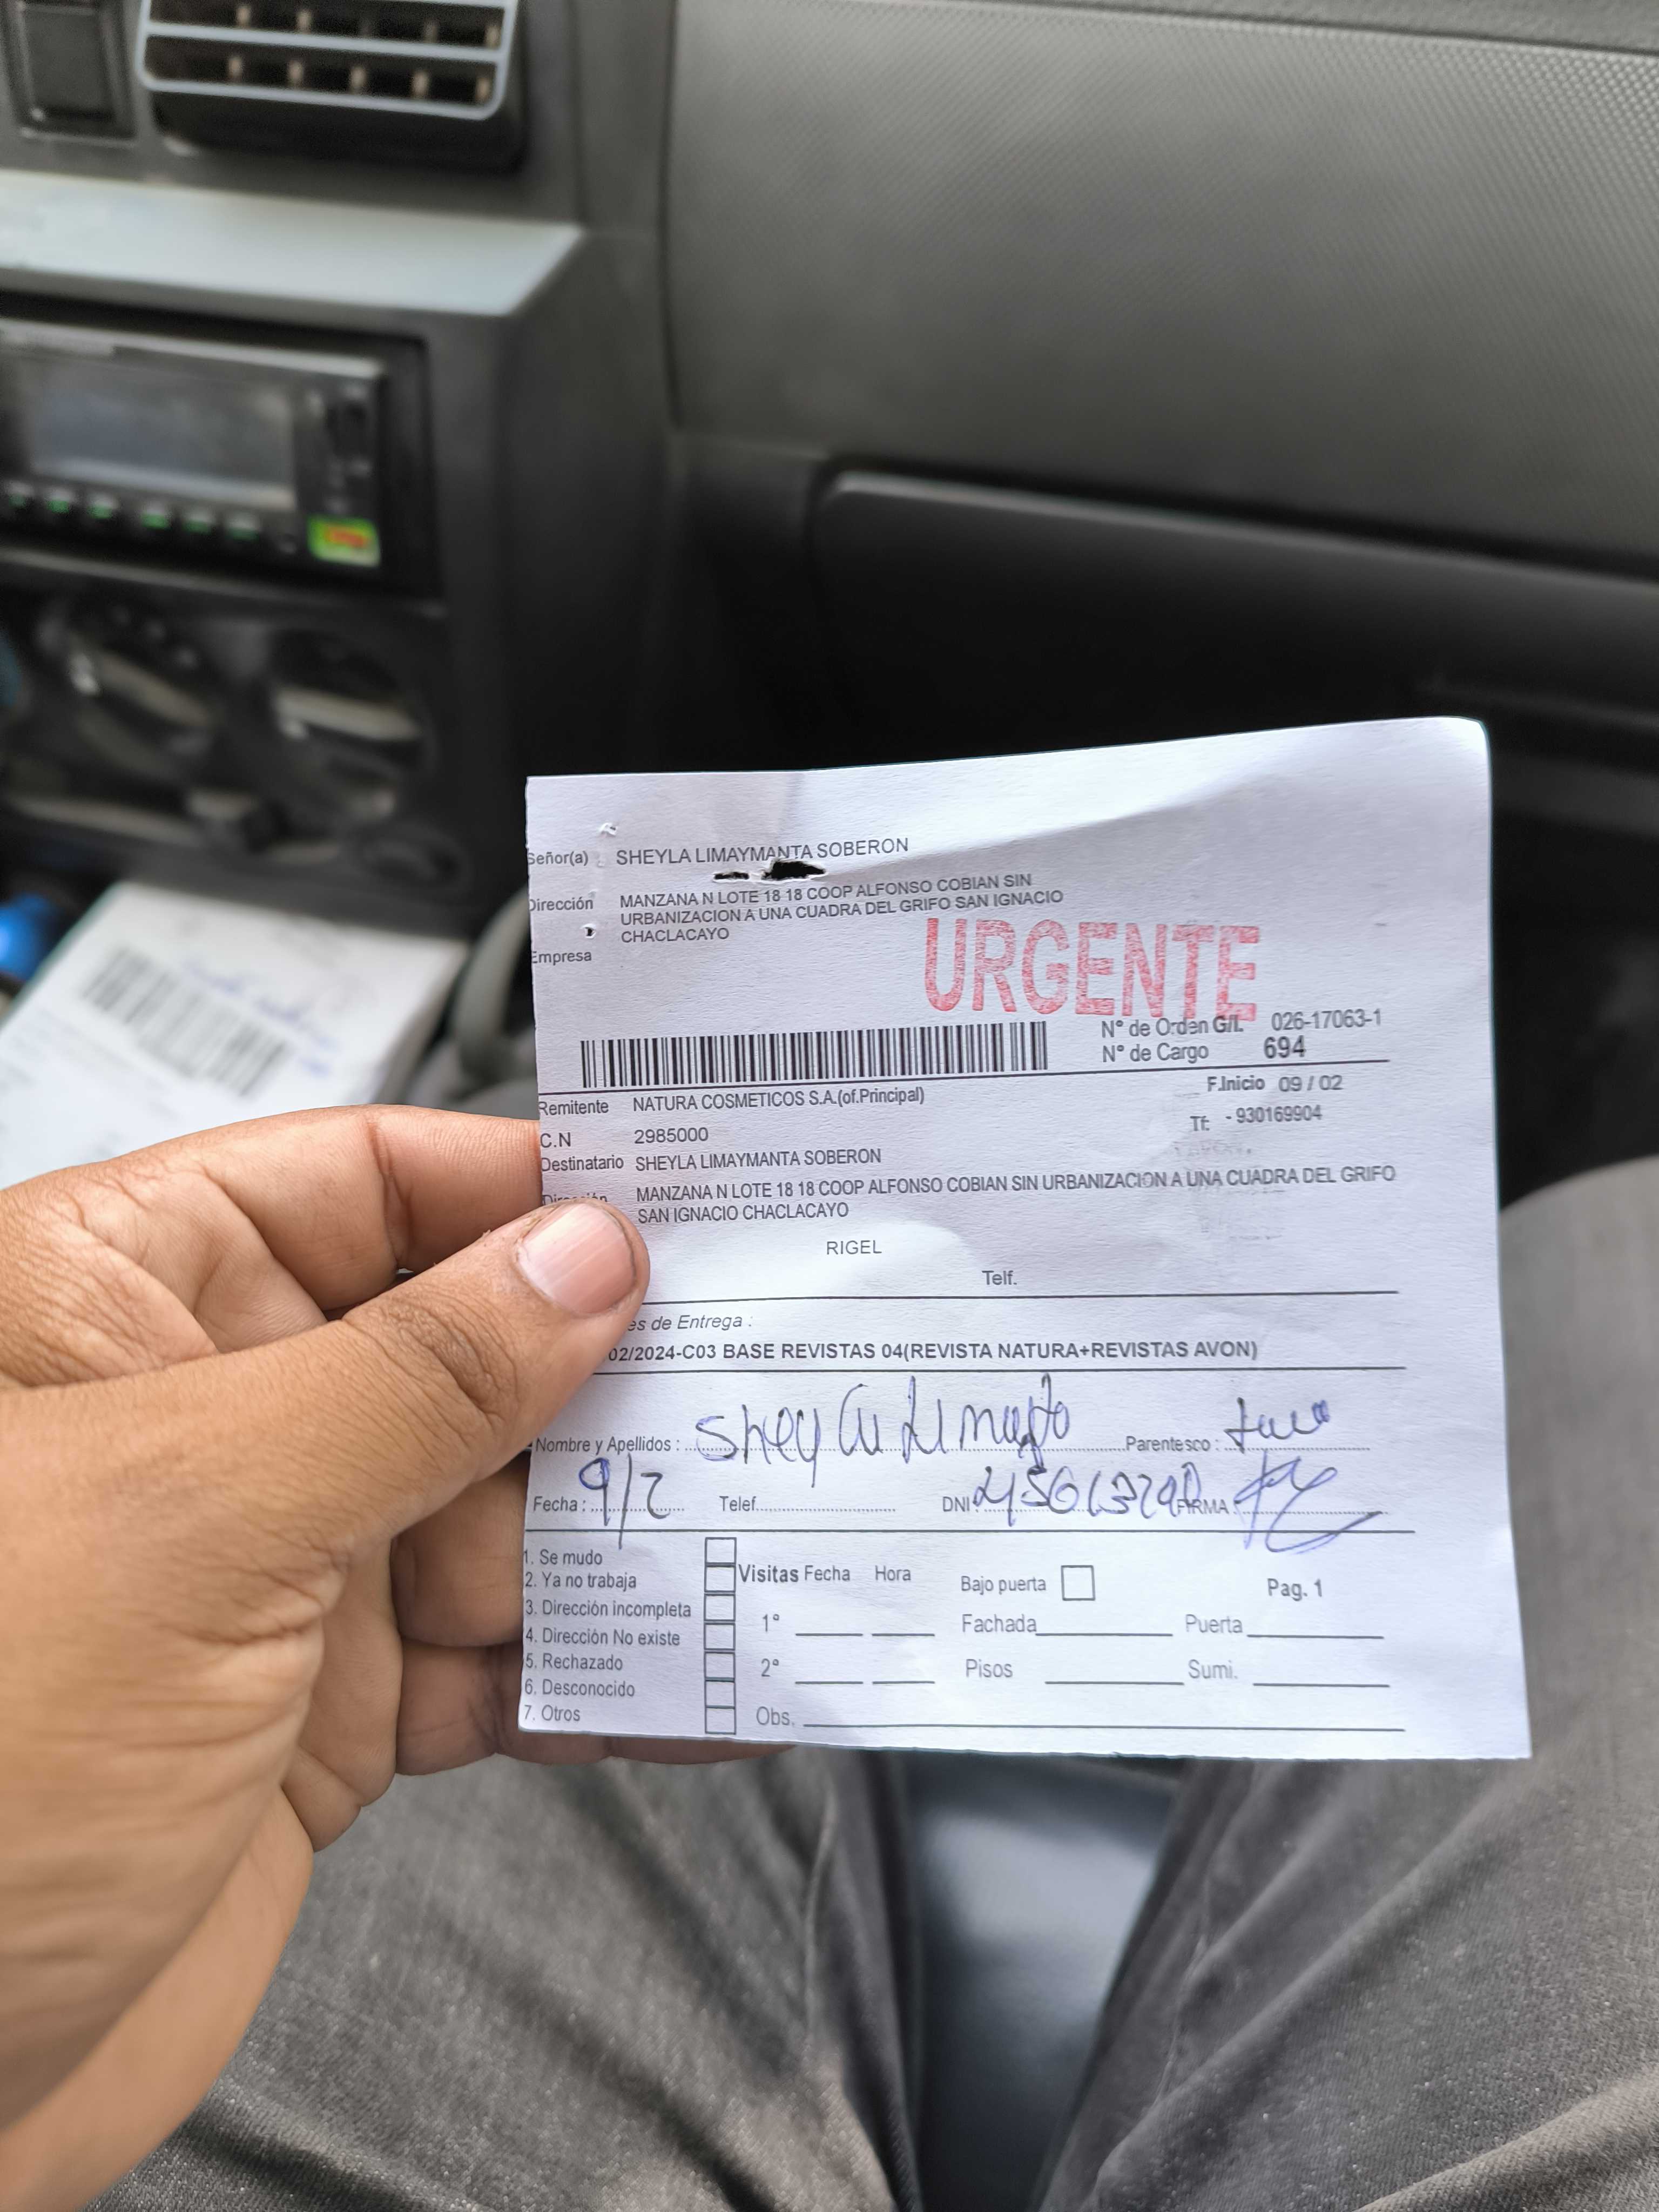 Señor(a) SHEYLA LIMAYMANTA SOBERON
Dirección MANZANA N LOTE 18 18 COOP ALFONSO COBIAN SIN
URBANIZACION A UNA CUADRA DEL GRIFO SAN IGNACIO
CHACLACAYO
Empresa
URGENTE
N° de Orden G/I. 026-17063-1
N° de Cargo 694
F.Inicio 09 / 02
Remitente NATURA COSMETICOS S.A.(of.Principal)
Tf: - 930169904
C.N 2985000
Destinatario SHEYLA LIMAYMANTA SOBERON
Dirección MANZANA N LOTE 18 18 COOP ALFONSO COBIAN SIN URBANIZACION A UNA CUADRA DEL GRIFO
SAN IGNACIO CHACLACAYO
RIGEL
Telf.
es de Entrega :
02/2024-C03 BASE REVISTAS 04(REVISTA NATURA+REVISTAS AVON)
Nombre y Apellidos : Parentesco :
Fecha : 9/2 Telef. DNI FIRMA :
1. Se mudo
2. Ya no trabaja
3. Dirección incompleta
4. Dirección No existe
5. Rechazado
6. Desconocido
7. Otros
Visitas Fecha Hora Bajo puerta Pag. 1
1° Fachada Puerta
2° Pisos Sumi.
Obs.